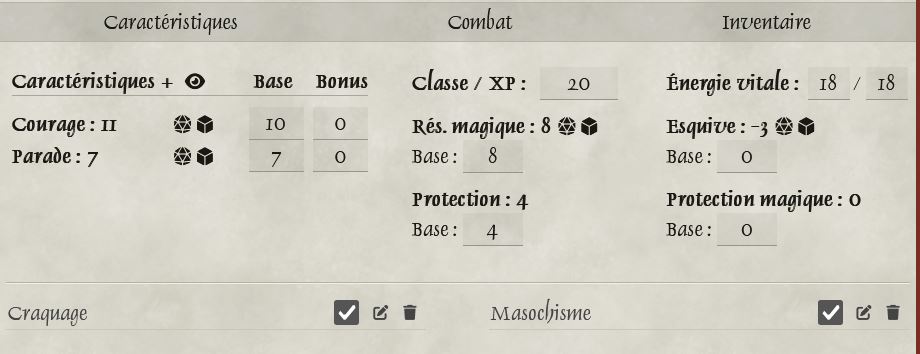 Caractéristiques Combat Inventaire
Caractéristiques + Base Bonus
Courage : 11 10 0
Parade : 7 7 0
Classe / XP : 20
Rés. magique : 8
Base : 8
Protection : 4
Base : 4
Énergie vitale : 18 / 18
Esquive : -3
Base : 0
Protection magique : 0
Base : 0
Craquage Masochisme